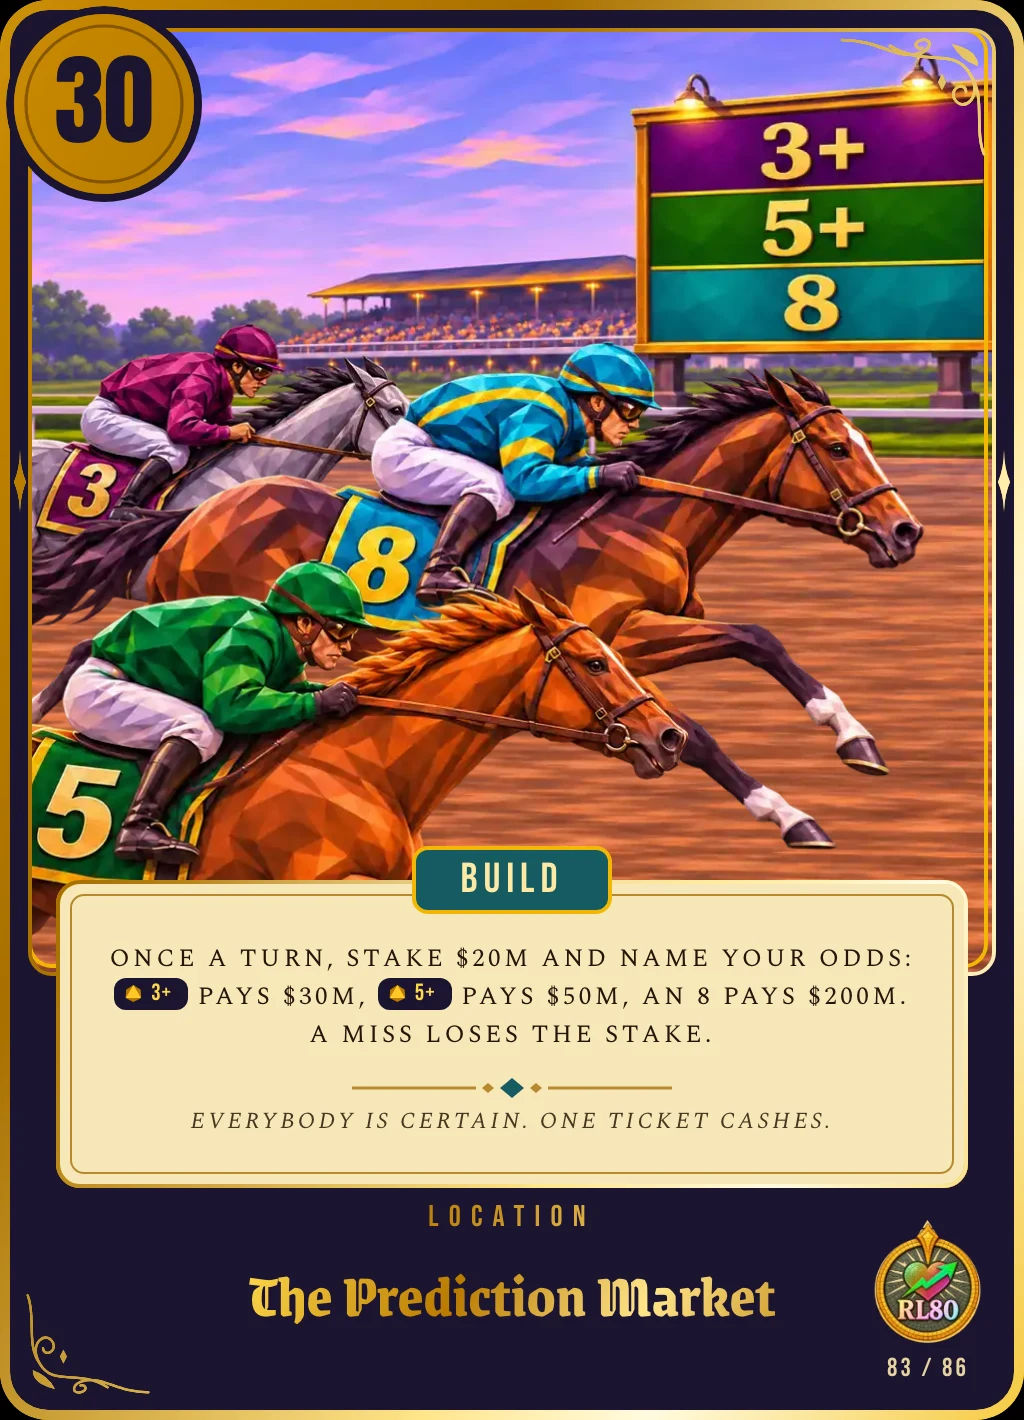 30
3+
5+
8
3
8
5
BUILD
ONCE A TURN, STAKE $20M AND NAME YOUR ODDS:
3+ PAYS $30M, 5+ PAYS $50M, AN 8 PAYS $200M.
A MISS LOSES THE STAKE.
EVERYBODY IS CERTAIN. ONE TICKET CASHES.
LOCATION
The Prediction Market
RL80
83 / 86